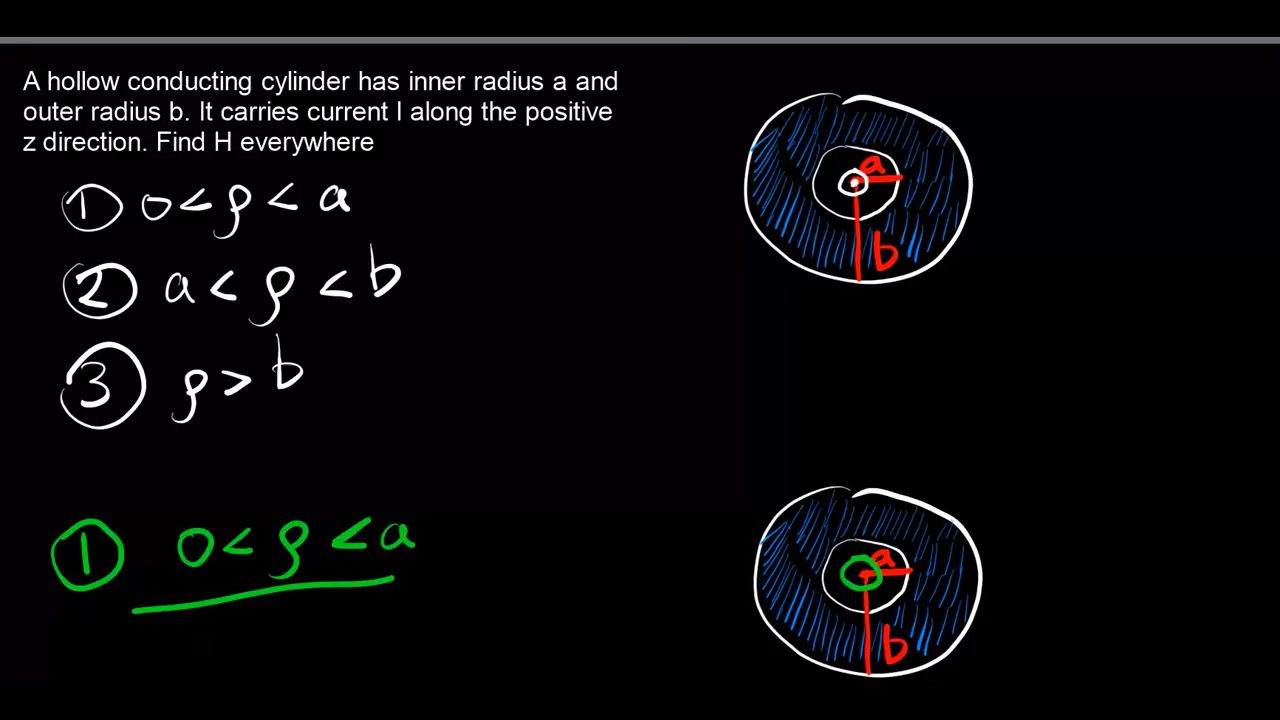 A hollow conducting cylinder has inner radius a and
outer radius b. It carries current I along the positive
z direction. Find H everywhere
① 0 < ρ < a
② a < ρ < b
③ ρ > b
a
b
① 0 < ρ < a
a
b